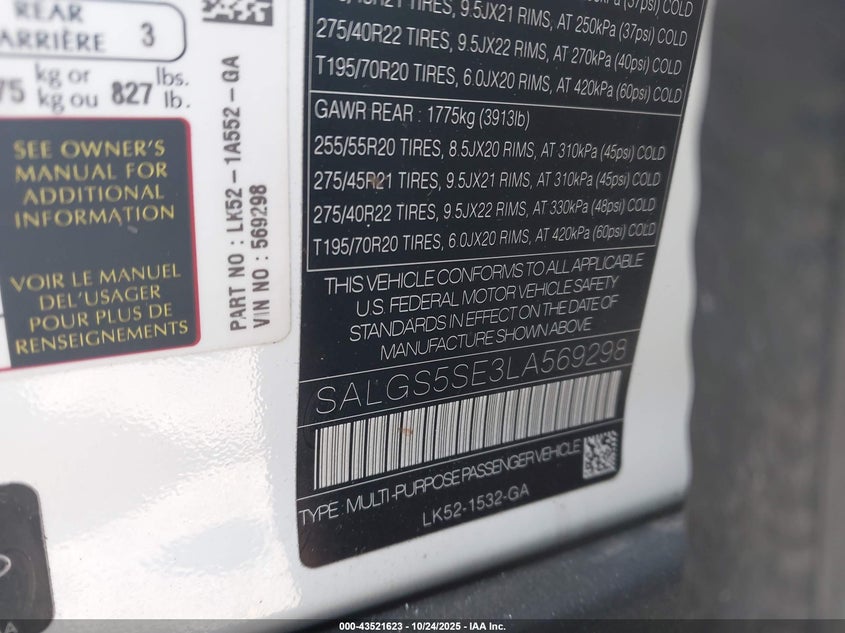 REAR
ARRIÈRE 3
75 kg or 827 lbs.
kg ou lb.
SEE OWNER'S
MANUAL FOR
ADDITIONAL
INFORMATION
VOIR LE MANUEL
DEL'USAGER
POUR PLUS DE
RENSEIGNEMENTS
PART NO : LK52-1A552-GA
VIN NO : 569298
TIRES, 9.5JX21 RIMS, AT 250kPa (37psi) COLD
275/40R22 TIRES, 9.5JX22 RIMS, AT 270kPa (40psi) COLD
T195/70R20 TIRES, 6.0JX20 RIMS, AT 420kPa (60psi) COLD
GAWR REAR : 1775kg (3913lb)
255/55R20 TIRES, 8.5JX20 RIMS, AT 310kPa (45psi) COLD
275/45R21 TIRES, 9.5JX21 RIMS, AT 310kPa (45psi) COLD
275/40R22 TIRES, 9.5JX22 RIMS, AT 330kPa (48psi) COLD
T195/70R20 TIRES, 6.0JX20 RIMS, AT 420kPa (60psi) COLD
THIS VEHICLE CONFORMS TO ALL APPLICABLE
U.S. FEDERAL MOTOR VEHICLE SAFETY
STANDARDS IN EFFECT ON THE DATE OF
MANUFACTURE SHOWN ABOVE
SALGS5SE3LA569298
TYPE : MULTI-PURPOSE PASSENGER VEHICLE
LK52-1532-GA
000-43521623 - 10/24/2025 - IAA Inc.